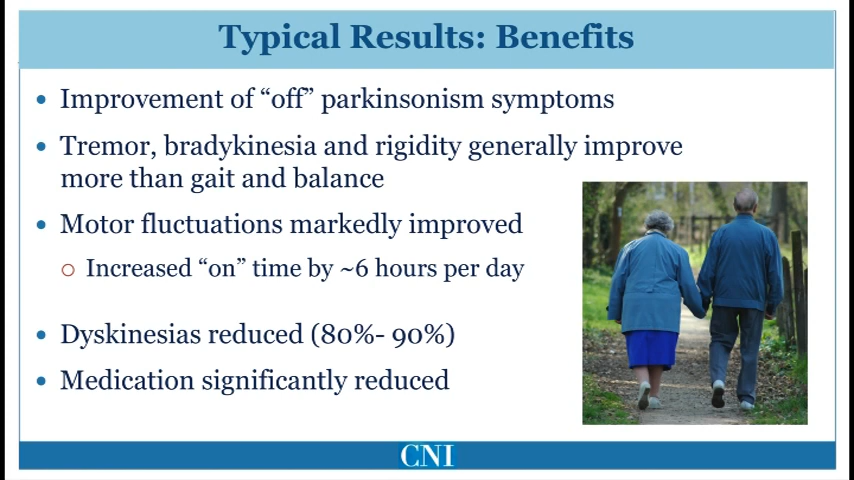 Typical Results: Benefits
• Improvement of “off” parkinsonism symptoms
• Tremor, bradykinesia and rigidity generally improve
more than gait and balance
• Motor fluctuations markedly improved
○ Increased “on” time by ~6 hours per day
• Dyskinesias reduced (80%- 90%)
• Medication significantly reduced
CNI